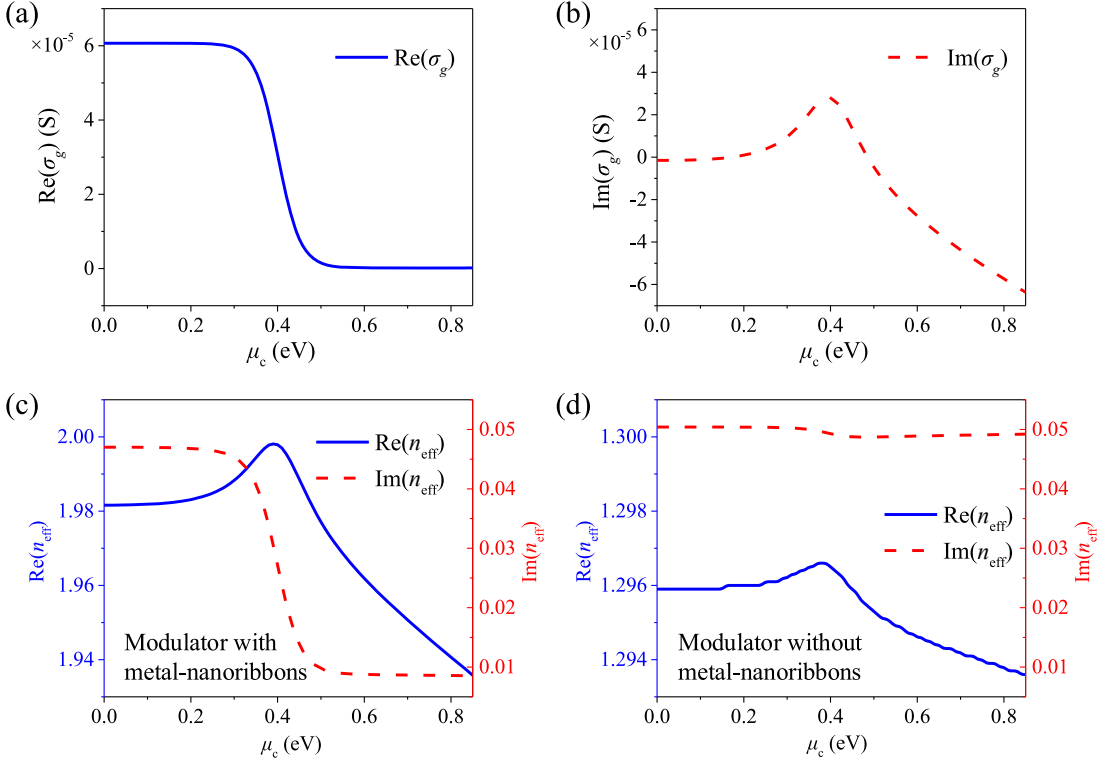 (a)
×10⁻⁵
6
4
2
0
Re(σg) (S)
Re(σg)
0.0 0.2 0.4 0.6 0.8
μc (eV)
(b)
×10⁻⁵
6
4
2
0
-2
-4
-6
Im(σg) (S)
Im(σg)
0.0 0.2 0.4 0.6 0.8
μc (eV)
(c)
2.00
1.98
1.96
1.94
Re(neff)
Re(neff)
Im(neff)
0.05
0.04
0.03
0.02
0.01
Im(neff)
Modulator with
metal-nanoribbons
0.0 0.2 0.4 0.6 0.8
μc (eV)
(d)
1.300
1.298
1.296
1.294
Re(neff)
Re(neff)
Im(neff)
0.05
0.04
0.03
0.02
0.01
Im(neff)
Modulator without
metal-nanoribbons
0.0 0.2 0.4 0.6 0.8
μc (eV)